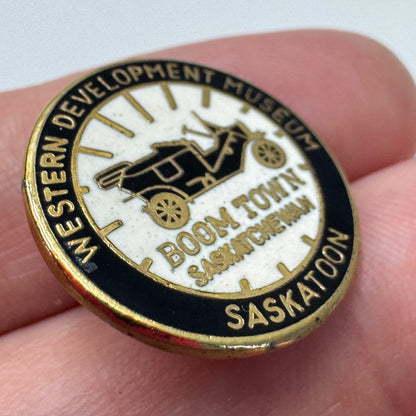 WESTERN DEVELOPMENT MUSEUM
BOOM TOWN
SASKATCHEWAN
SASKATOON